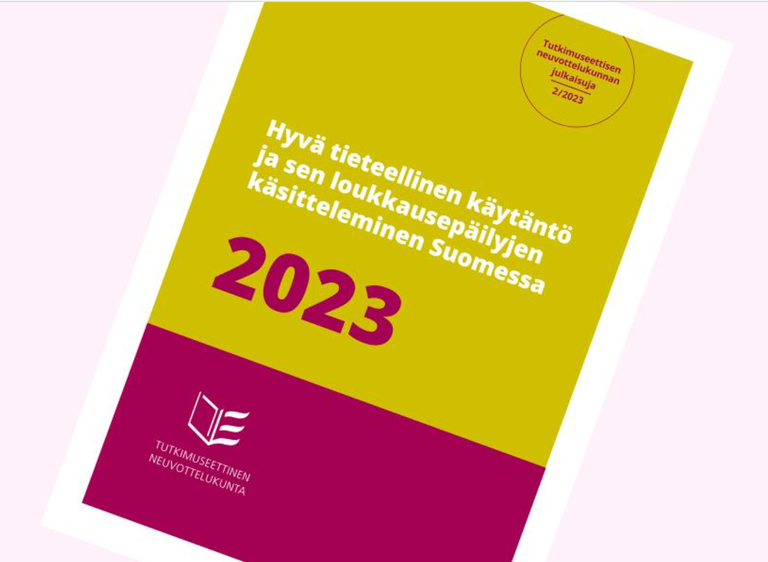 Tutkimuseettisen
neuvottelukunnan
julkaisuja
2/2023
Hyvä tieteellinen käytäntö
ja sen loukkausepäilyjen
käsitteleminen Suomessa
2023
TUTKIMUSEETTINEN
NEUVOTTELUKUNTA